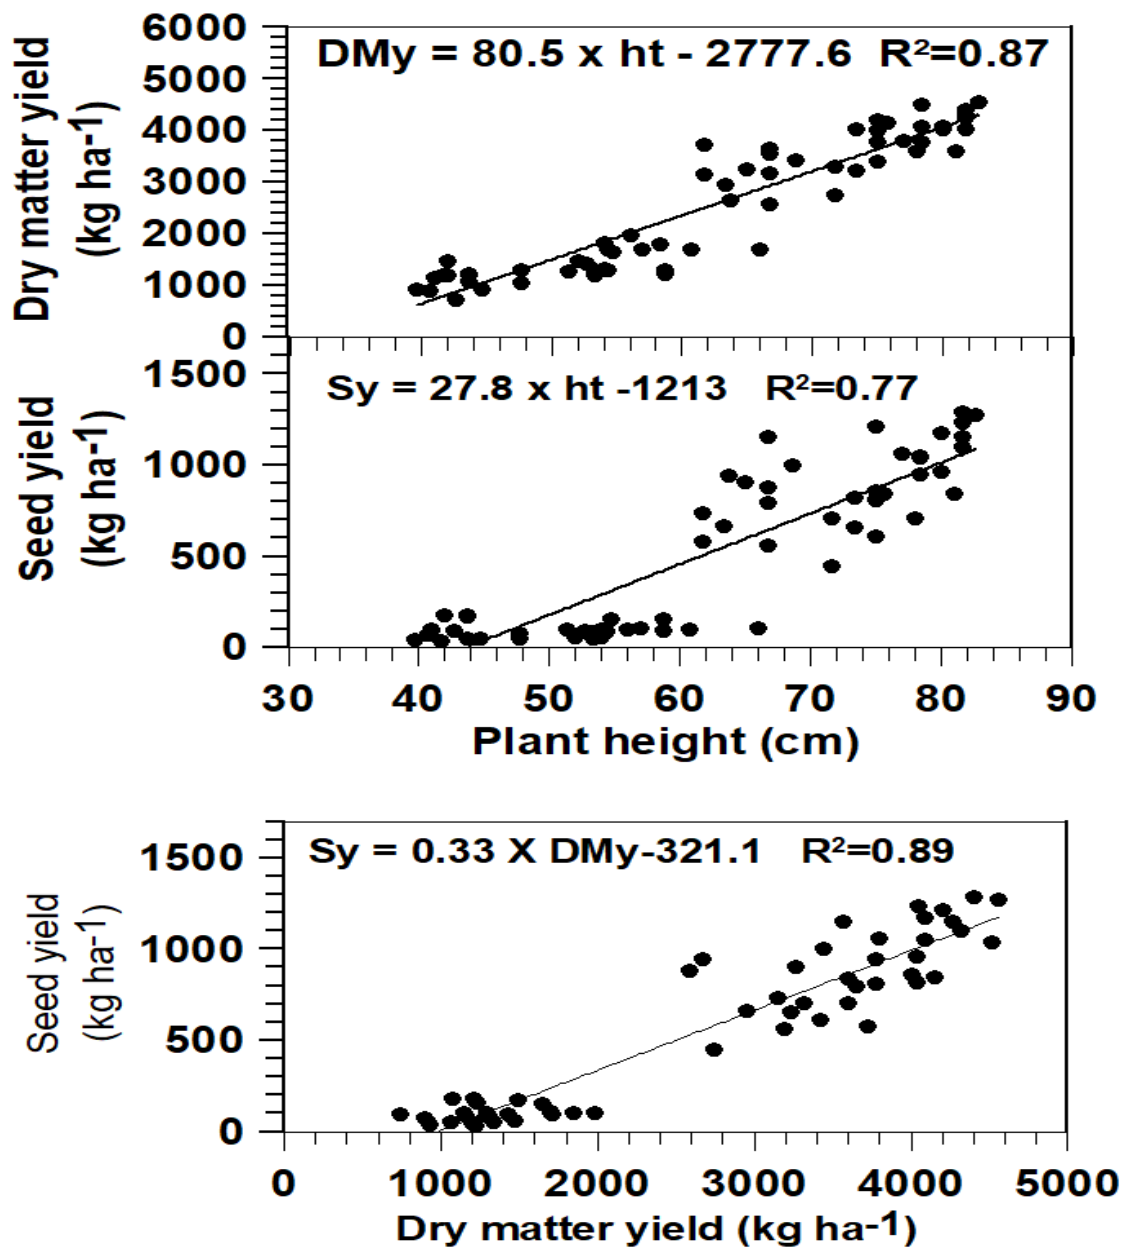 6000
DMy = 80.5 x ht - 2777.6 R²=0.87
5000
4000
3000
2000
1000
0
Dry matter yield
(kg ha-1)
1500
Sy = 27.8 x ht -1213 R²=0.77
1000
500
0
Seed yield
(kg ha-1)
30 40 50 60 70 80 90
Plant height (cm)
Sy = 0.33 X DMy-321.1 R²=0.89
1500
1000
500
0
Seed yield
(kg ha-1)
0 1000 2000 3000 4000 5000
Dry matter yield (kg ha-1)